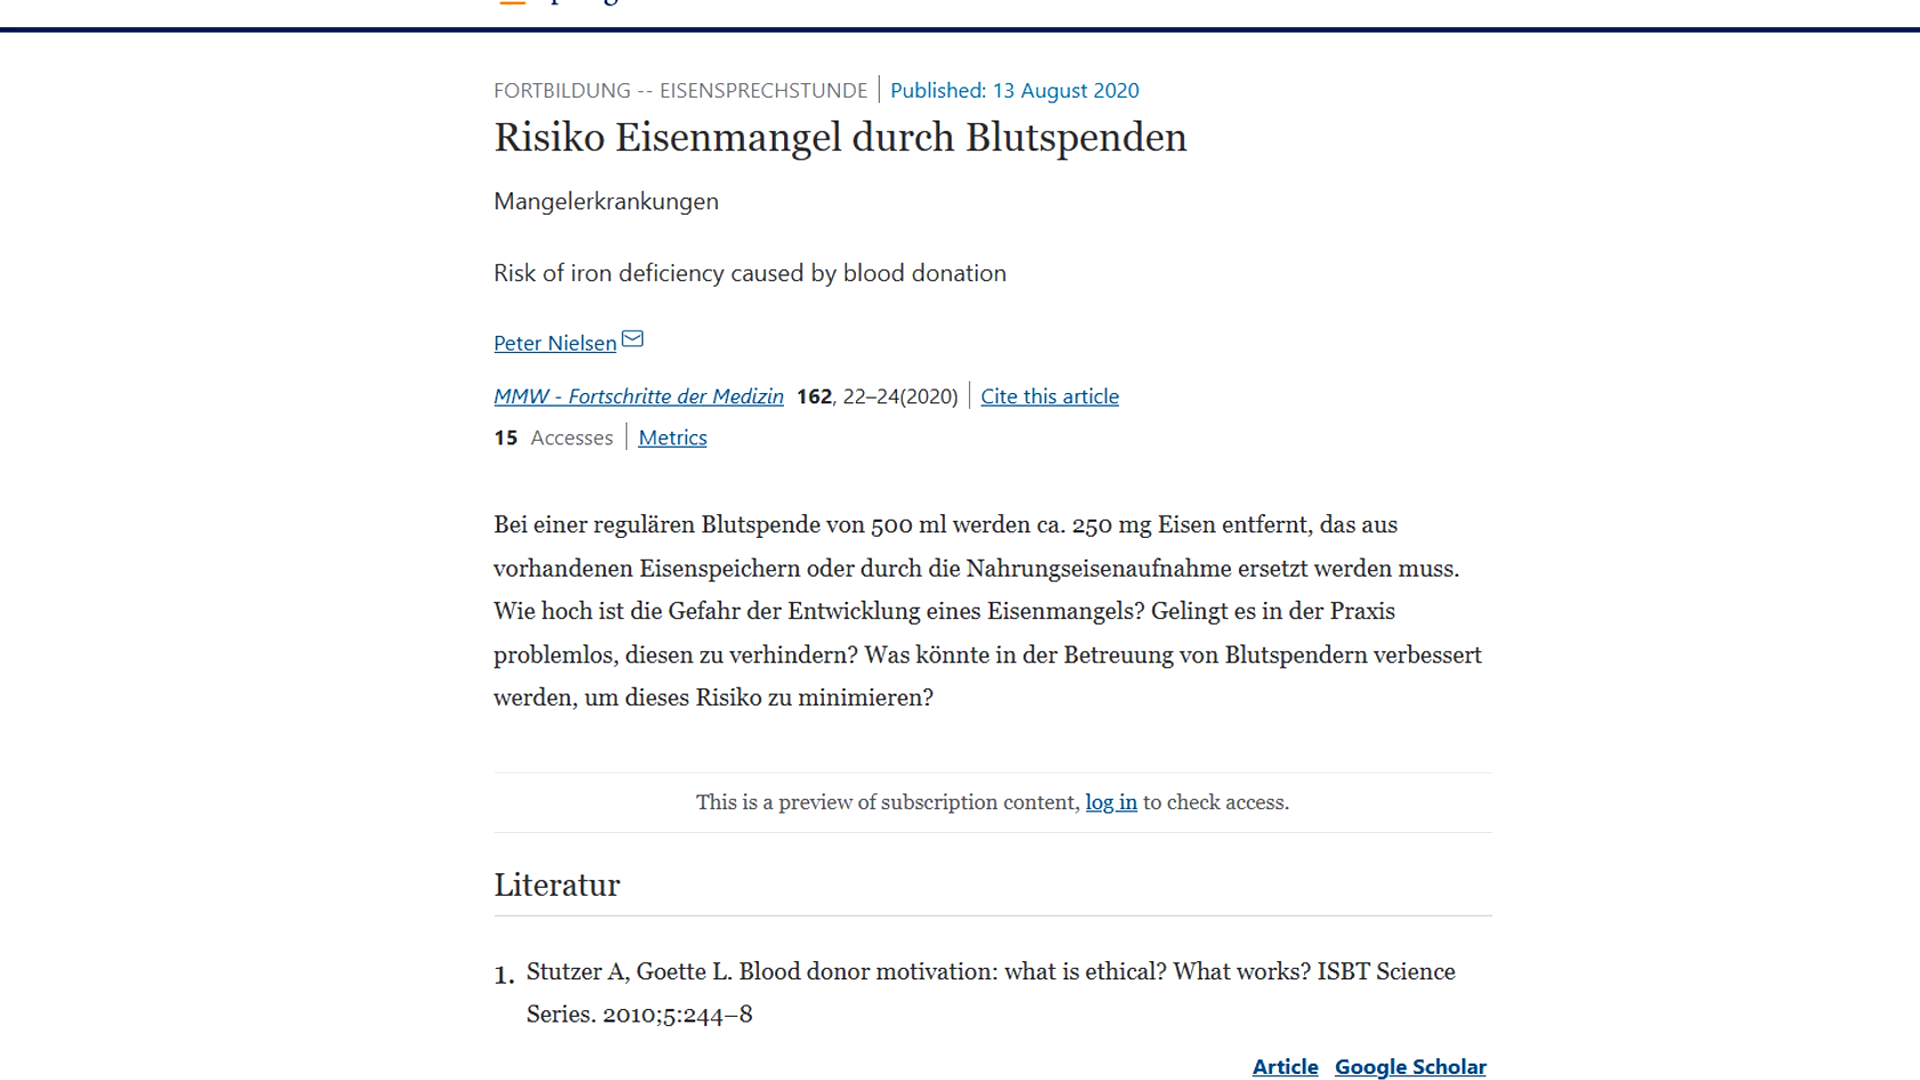 FORTBILDUNG -- EISENSPRECHSTUNDE | Published: 13 August 2020
Risiko Eisenmangel durch Blutspenden
Mangelerkrankungen
Risk of iron deficiency caused by blood donation
Peter Nielsen
MMW - Fortschritte der Medizin 162, 22–24(2020) | Cite this article
15 Accesses | Metrics
Bei einer regulären Blutspende von 500 ml werden ca. 250 mg Eisen entfernt, das aus
vorhandenen Eisenspeichern oder durch die Nahrungseisenaufnahme ersetzt werden muss.
Wie hoch ist die Gefahr der Entwicklung eines Eisenmangels? Gelingt es in der Praxis
problemlos, diesen zu verhindern? Was könnte in der Betreuung von Blutspendern verbessert
werden, um dieses Risiko zu minimieren?
This is a preview of subscription content, log in to check access.
Literatur
1. Stutzer A, Goette L. Blood donor motivation: what is ethical? What works? ISBT Science
Series. 2010;5:244–8
Article Google Scholar